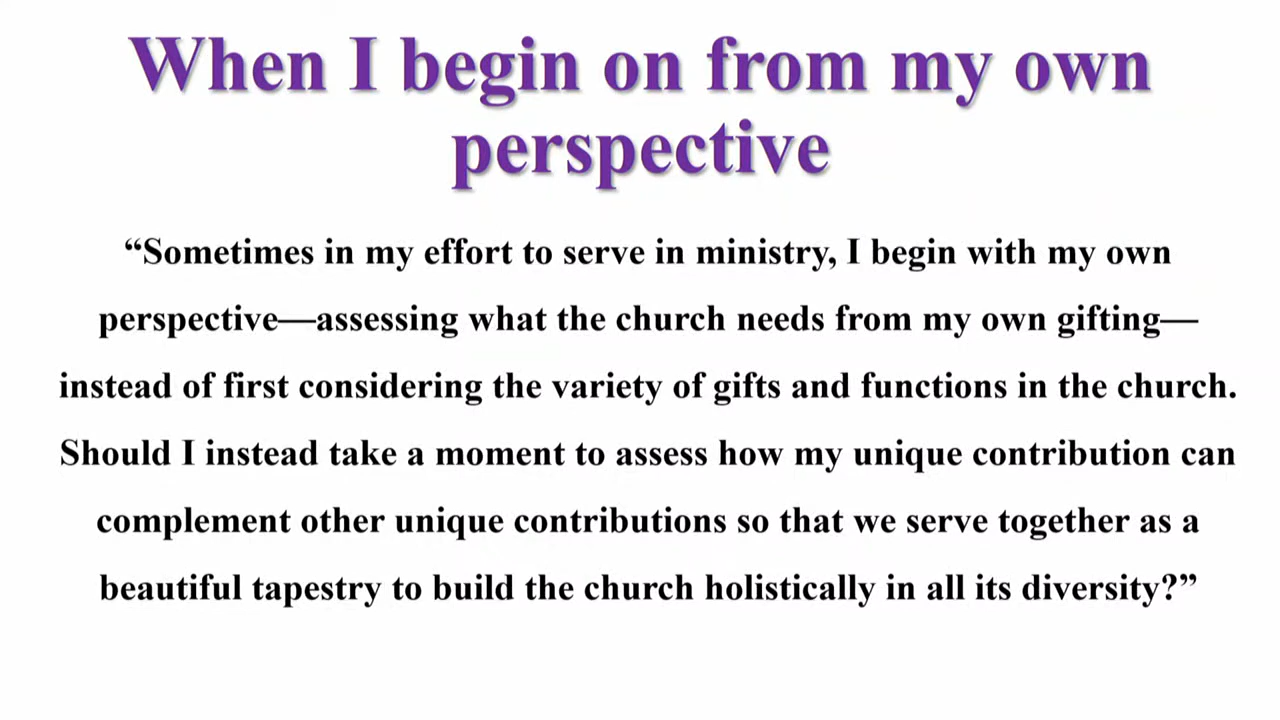 When I begin on from my own
perspective
“Sometimes in my effort to serve in ministry, I begin with my own
perspective—assessing what the church needs from my own gifting—
instead of first considering the variety of gifts and functions in the church.
Should I instead take a moment to assess how my unique contribution can
complement other unique contributions so that we serve together as a
beautiful tapestry to build the church holistically in all its diversity?”